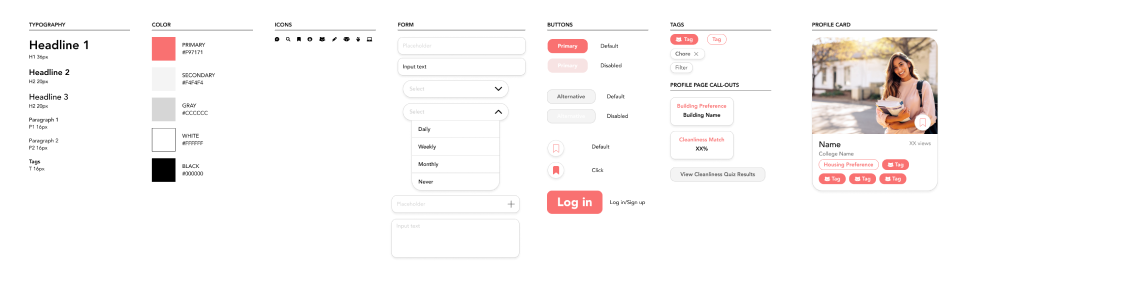 TYPOGRAPHY
Headline 1
H1 36px
Headline 2
H2 20px
Headline 3
H2 20px
Paragraph 1
P1 16px
Paragraph 2
P2 16px
Tags
T 16px
COLOR
PRIMARY
#F97171
SECONDARY
#F4F4F4
GRAY
#CCCCCC
WHITE
#FFFFFF
BLACK
#000000
ICONS
FORM
Placeholder
Input text
Select
Select
Daily
Weekly
Monthly
Never
Placeholder
Input text
BUTTONS
Primary Default
Primary Disabled
Alternative Default
Disabled
Default
Click
Log in Log in/Sign up
TAGS
Tag Tag
Chore
Filter
PROFILE PAGE CALL-OUTS
Building Preference
Building Name
Cleanliness Match
XX%
View Cleanliness Quiz Results
PROFILE CARD
Name XX views
College Name
Housing Preference Tag
Tag Tag Tag